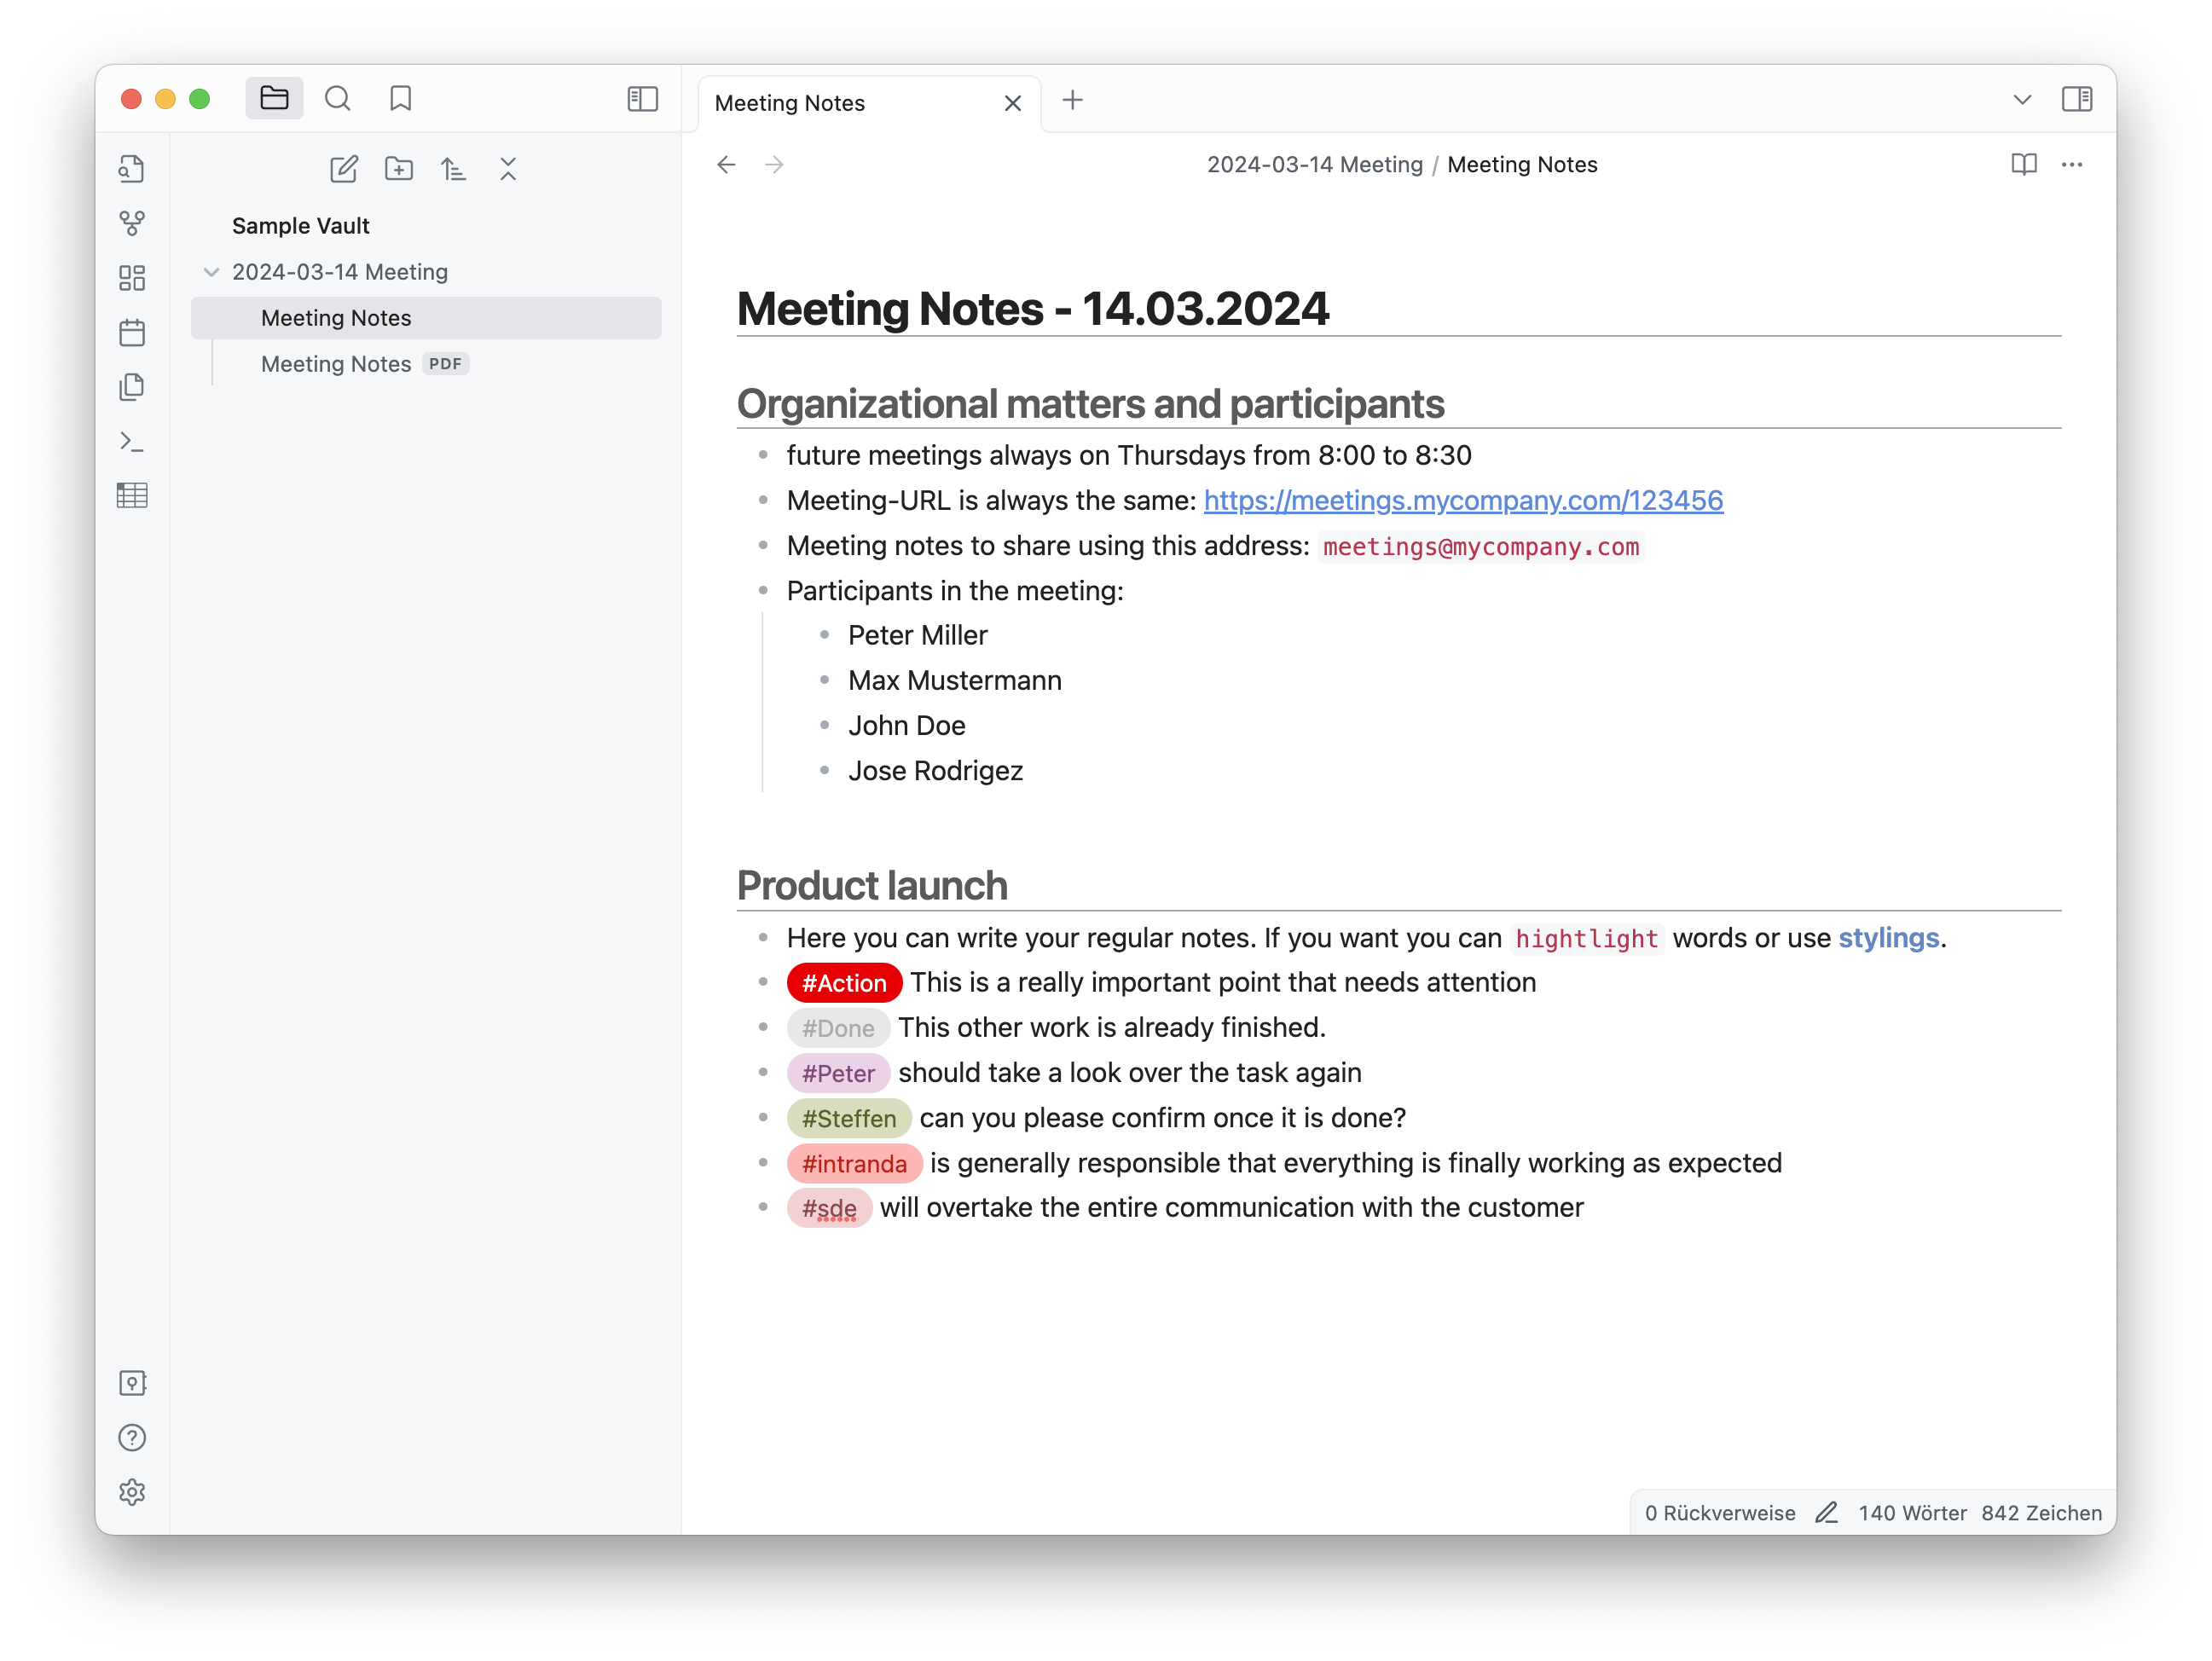 Meeting Notes
2024-03-14 Meeting / Meeting Notes
Sample Vault
2024-03-14 Meeting
Meeting Notes
Meeting Notes PDF
Meeting Notes - 14.03.2024
Organizational matters and participants
future meetings always on Thursdays from 8:00 to 8:30
Meeting-URL is always the same: https://meetings.mycompany.com/123456
Meeting notes to share using this address: meetings@mycompany.com
Participants in the meeting:
Peter Miller
Max Mustermann
John Doe
Jose Rodrigez
Product launch
Here you can write your regular notes. If you want you can hightlight words or use stylings.
#Action This is a really important point that needs attention
#Done This other work is already finished.
#Peter should take a look over the task again
#Steffen can you please confirm once it is done?
#intranda is generally responsible that everything is finally working as expected
#sde will overtake the entire communication with the customer
0 Rückverweise 140 Wörter 842 Zeichen